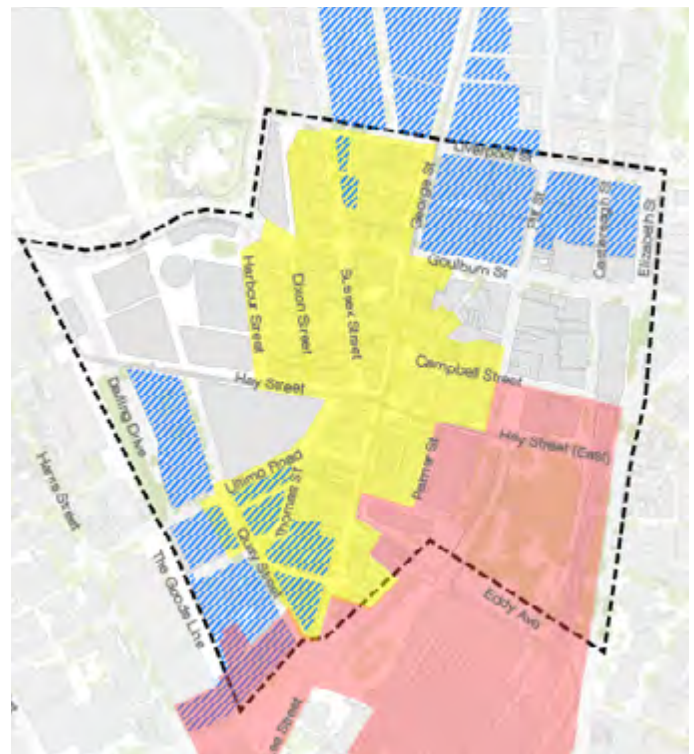 Liverpool St
George St
Pitt St
Castlereagh St
Elizabeth St
Goulburn St
Harbour Street
Dixon Street
Sussex Street
Campbell Street
Hay Street
Hay Street (East)
Darling Drive
Ultimo Road
Thomas St
Parker St
Harris Street
Quay Street
The Goods Line
Eddy Ave
ee Street